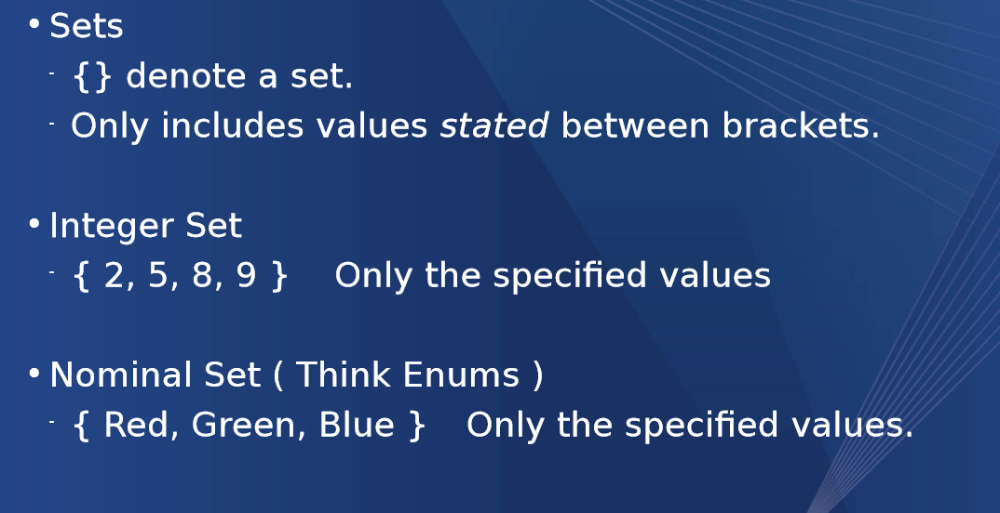 • Sets
- {} denote a set.
- Only includes values stated between brackets.
• Integer Set
- { 2, 5, 8, 9 } Only the specified values
• Nominal Set ( Think Enums )
- { Red, Green, Blue } Only the specified values.